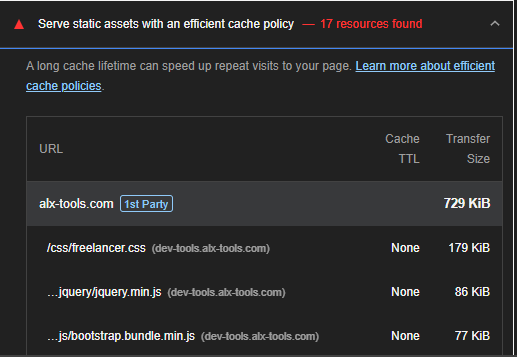 Serve static assets with an efficient cache policy — 17 resources found
A long cache lifetime can speed up repeat visits to your page. Learn more about efficient
cache policies.
URL Cache TTL Transfer Size
alx-tools.com 1st Party 729 KiB
/css/freelancer.css (dev-tools.alx-tools.com) None 179 KiB
…jquery/jquery.min.js (dev-tools.alx-tools.com) None 86 KiB
…js/bootstrap.bundle.min.js (dev-tools.alx-tools.com) None 77 KiB